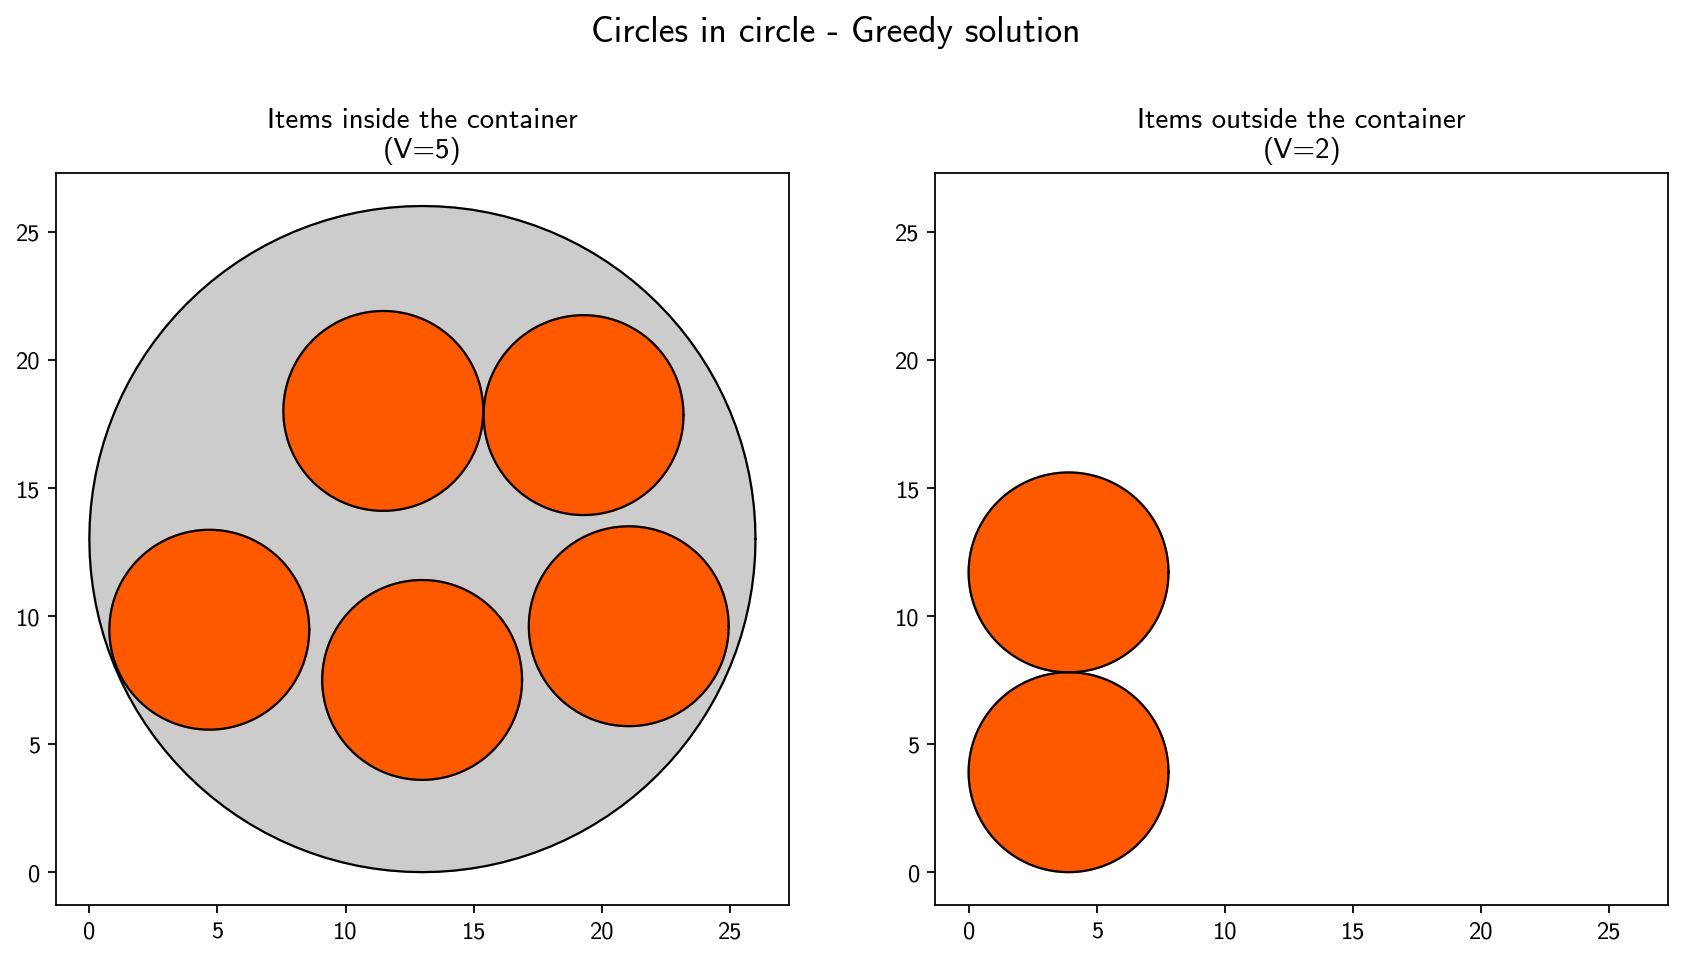 Circles in circle - Greedy solution
Items inside the container
(V=5)
25
20
15
10
5
0
0 5 10 15 20 25
Items outside the container
(V=2)
25
20
15
10
5
0
0 5 10 15 20 25